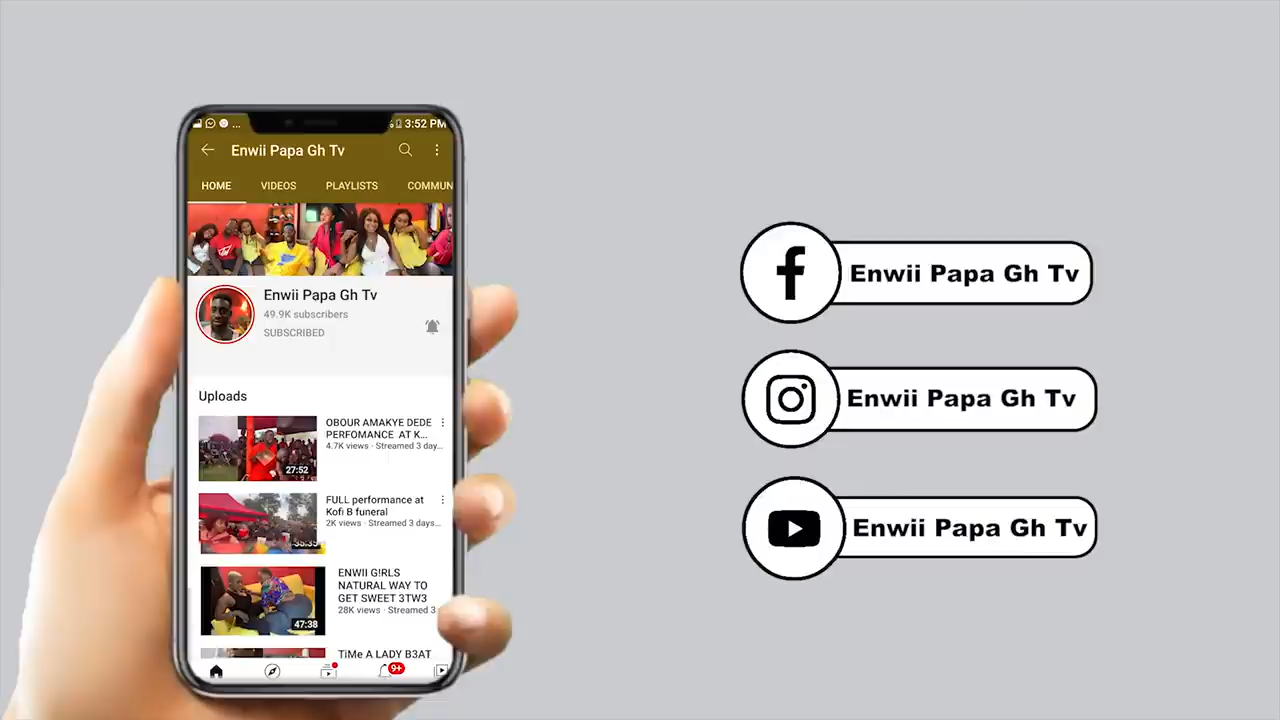 ... 3:52 PM
Enwii Papa Gh Tv
HOME VIDEOS PLAYLISTS COMMUN
Enwii Papa Gh Tv
49.9K subscribers
SUBSCRIBED
Uploads
OBOUR AMAKYE DEDE
PERFOMANCE AT K...
4.7K views · Streamed 3 day...
27:52
FULL performance at
Kofi B funeral
2K views · Streamed 3 days...
35:35
ENWII G!RLS
NATURAL WAY TO
GET SWEET 3TW3
28K views · Streamed 3
47:38
TiMe A LADY B3AT
9+
Enwii Papa Gh Tv
Enwii Papa Gh Tv
Enwii Papa Gh Tv